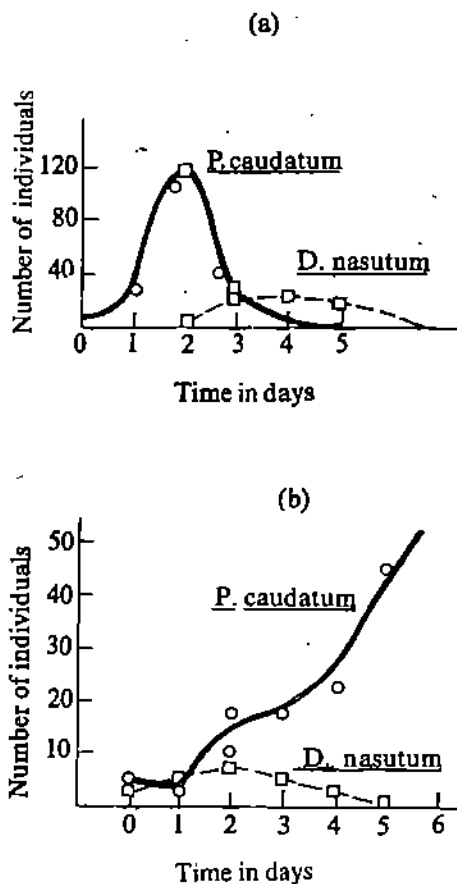 (a)
Number of individuals
120
80
40
P. caudatum
D. nasutum
0 1 2 3 4 5
Time in days
(b)
Number of individuals
50
40
30
20
10
P. caudatum
D. nasutum
0 1 2 3 4 5 6
Time in days